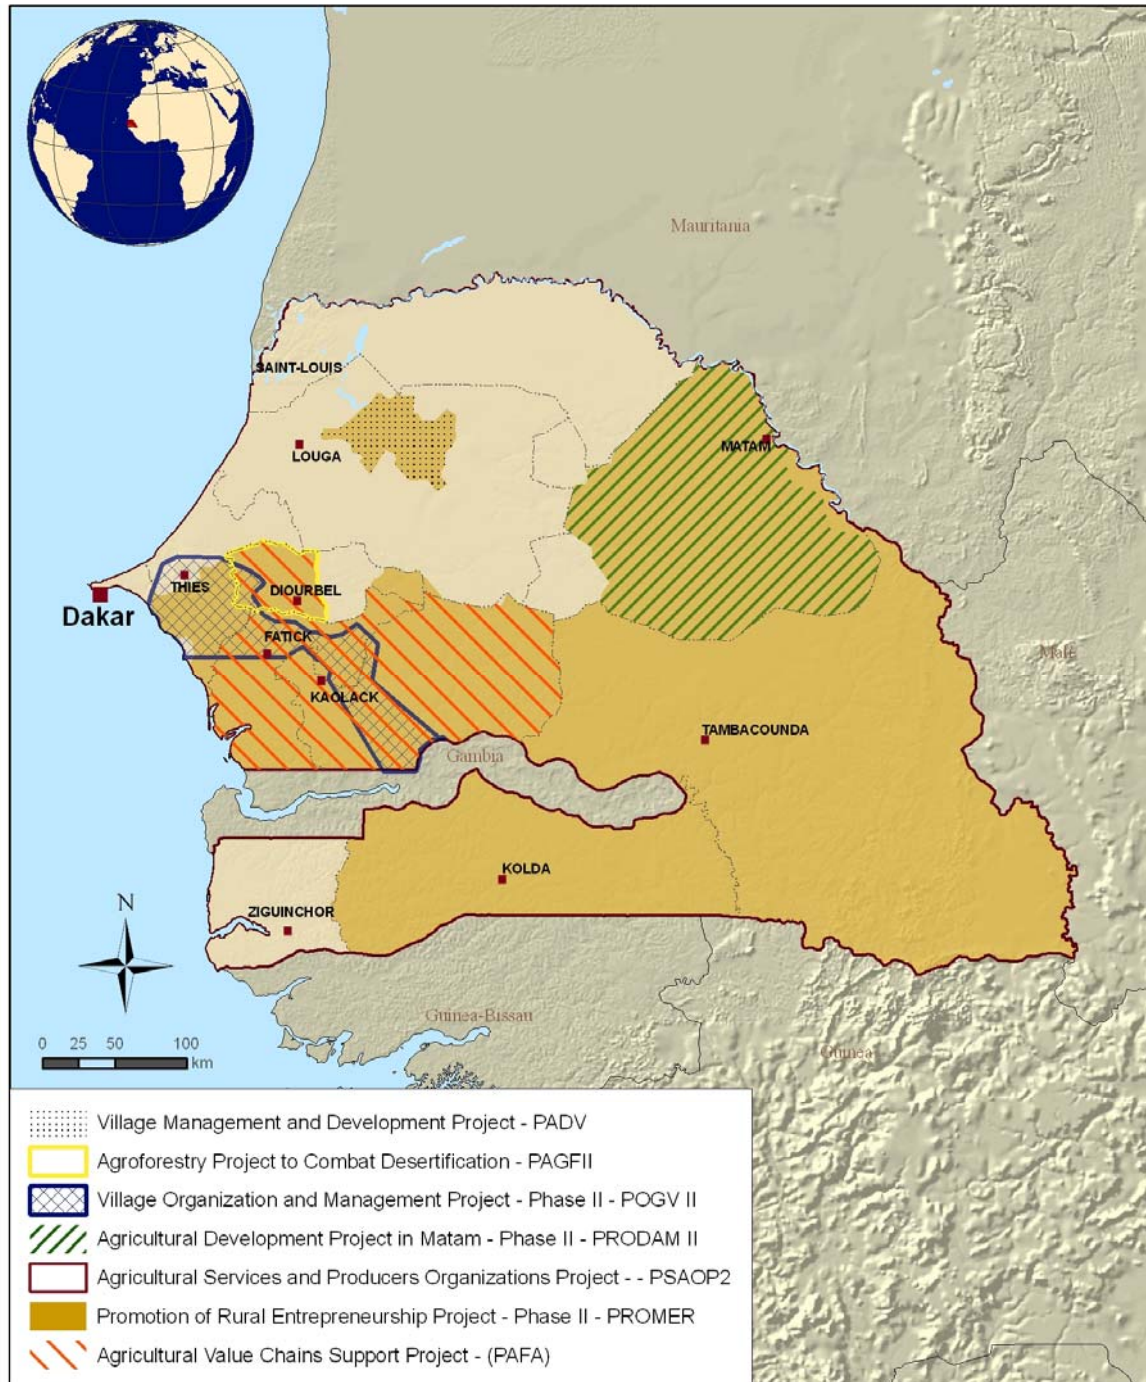 Mauritania
SAINT-LOUIS
LOUGA
MATAM
THIES
DIOURBEL
Dakar
FATICK
Mali
KAOLACK
TAMBACOUNDA
Gambia
KOLDA
ZIGUINCHOR
N
Guinea-Bissau
Guinea
0 25 50 100
km
Village Management and Development Project - PADV
Agroforestry Project to Combat Desertification - PAGFII
Village Organization and Management Project - Phase II - POGV II
Agricultural Development Project in Matam - Phase II - PRODAM II
Agricultural Services and Producers Organizations Project - - PSAOP2
Promotion of Rural Entrepreneurship Project - Phase II - PROMER
Agricultural Value Chains Support Project - (PAFA)